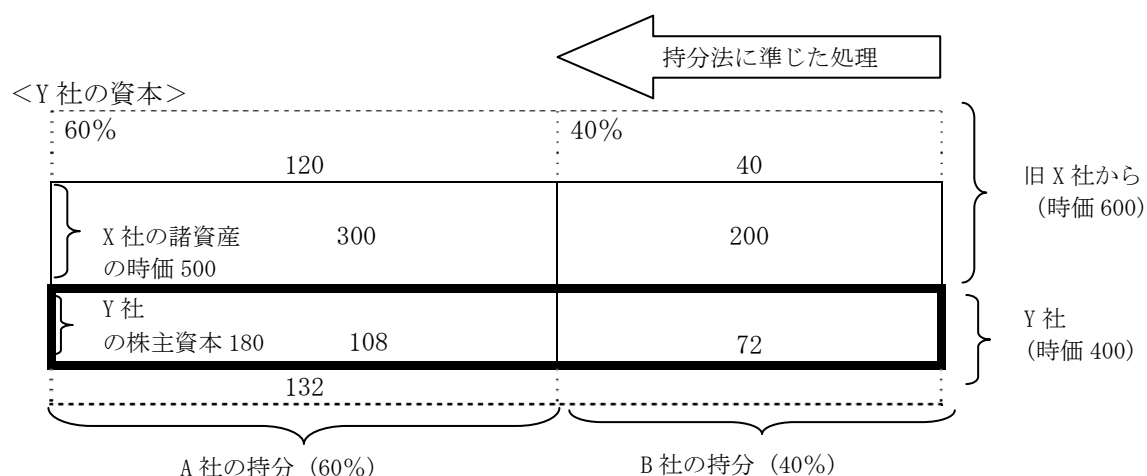 持分法に準じた処理
<Y社の資本>
60%
40%
120
40
旧X社から
(時価600)
X社の諸資産
の時価500
300
200
Y社
の株主資本180
108
72
Y社
(時価400)
132
A社の持分(60%)
B社の持分(40%)